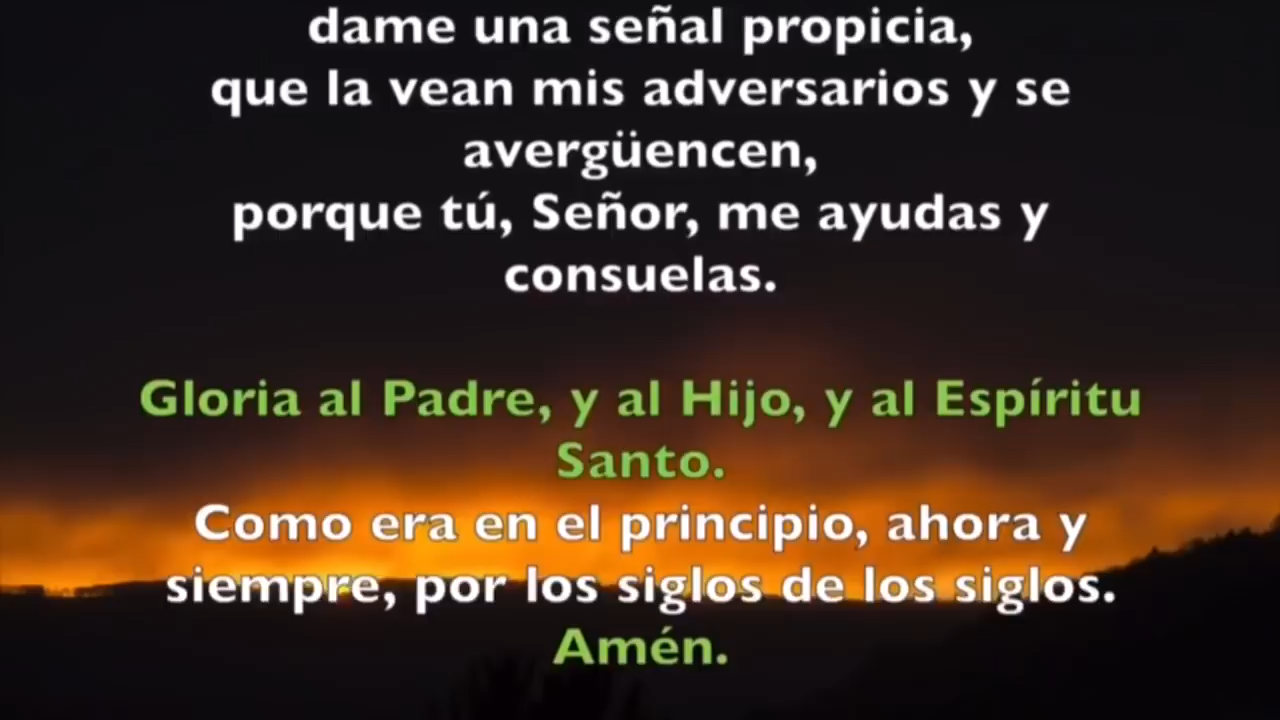 dame una señal propicia,
que la vean mis adversarios y se
avergüencen,
porque tú, Señor, me ayudas y
consuelas.
Gloria al Padre, y al Hijo, y al Espíritu
Santo.
Como era en el principio, ahora y
siempre, por los siglos de los siglos.
Amén.